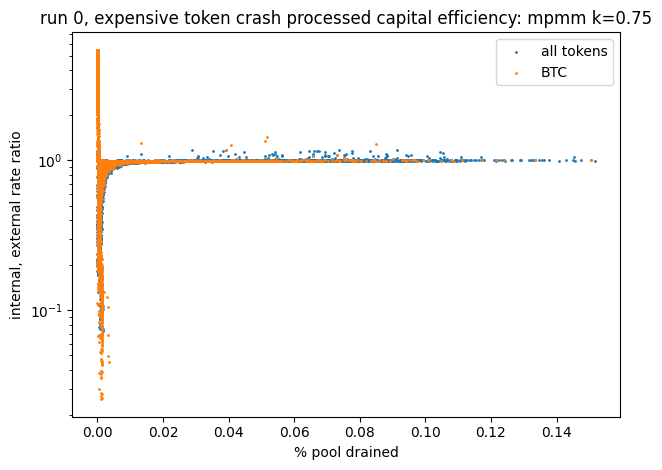 run 0, expensive token crash processed capital efficiency: mpmm k=0.75
all tokens
BTC
internal, external rate ratio
10⁰
10⁻¹
0.00 0.02 0.04 0.06 0.08 0.10 0.12 0.14
% pool drained